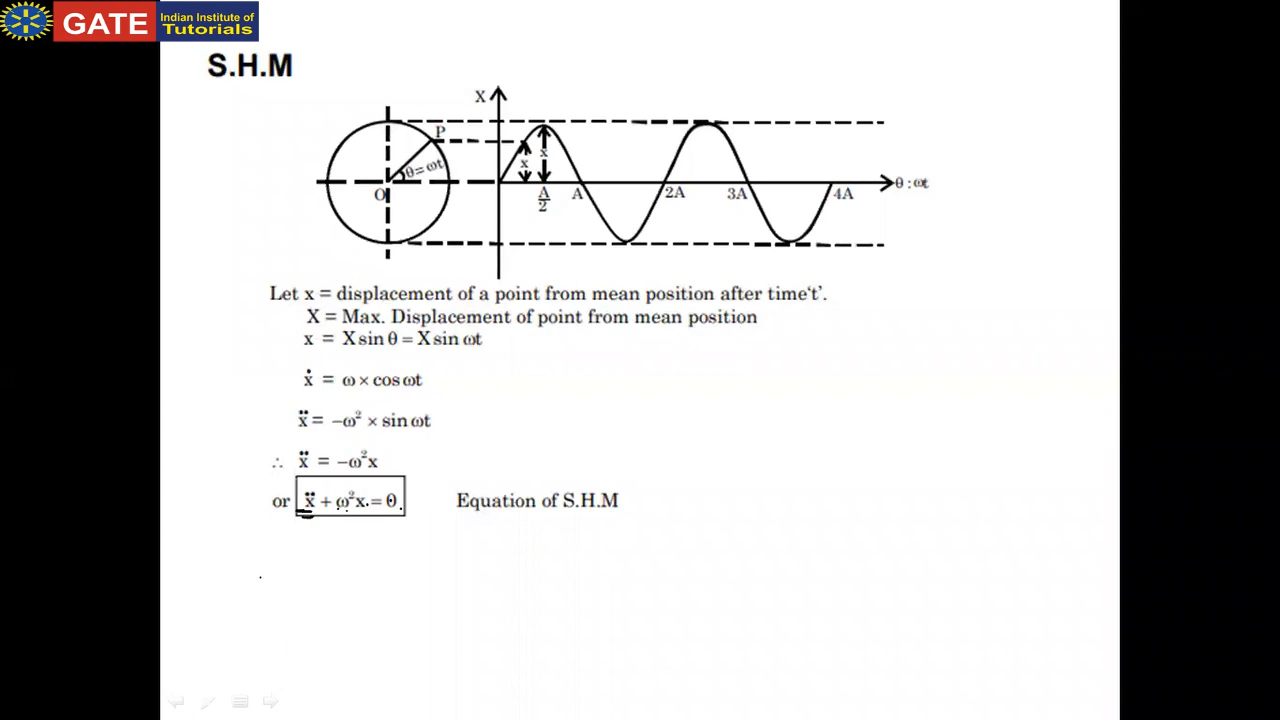 GATE Indian Institute of
Tutorials
S.H.M
X
P
θ=ωt
x
x
O
A/2
A
2A
3A
4A
θ : ωt
Let x = displacement of a point from mean position after time‘t’.
X = Max. Displacement of point from mean position
x = X sin θ = X sin ωt
ẋ = ω × cos ωt
ẍ = −ω² × sin ωt
∴ ẍ = −ω²x
or ẍ + ω²x. = θ. Equation of S.H.M